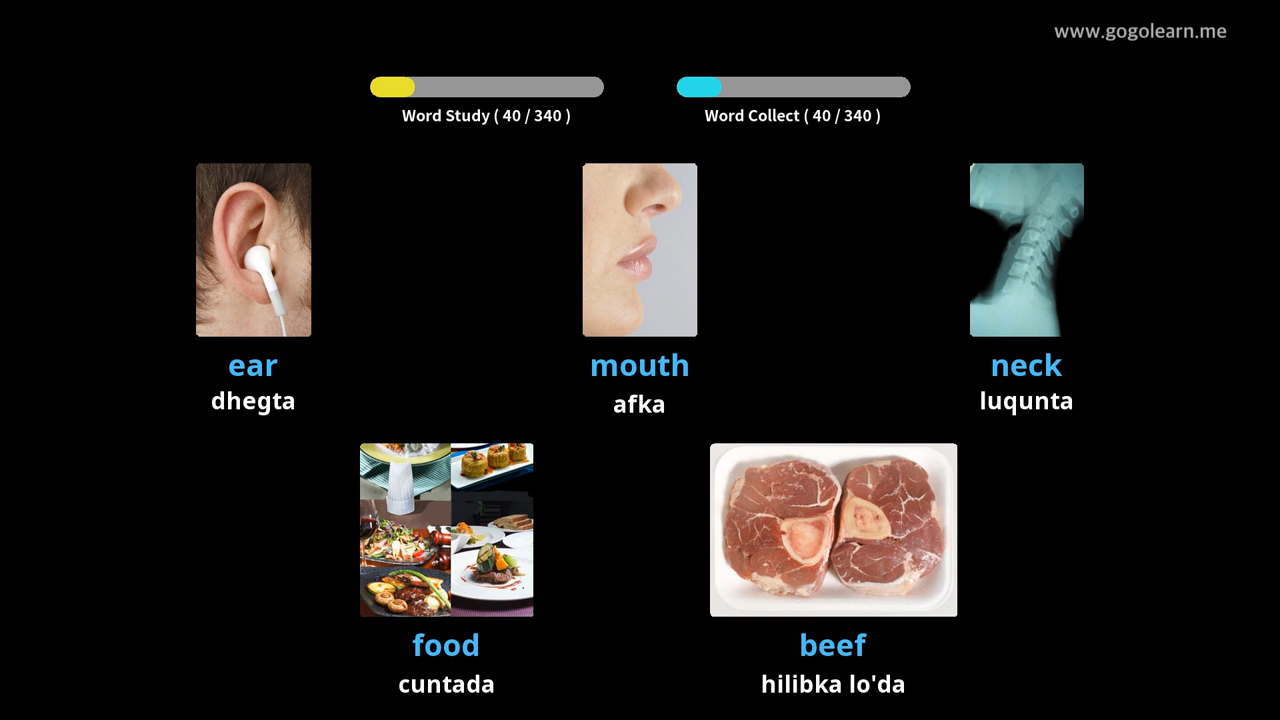 www.gogolearn.me
Word Study ( 40 / 340 )
Word Collect ( 40 / 340 )
ear
dhegta
mouth
afka
neck
luqunta
food
cuntada
beef
hilibka lo'da